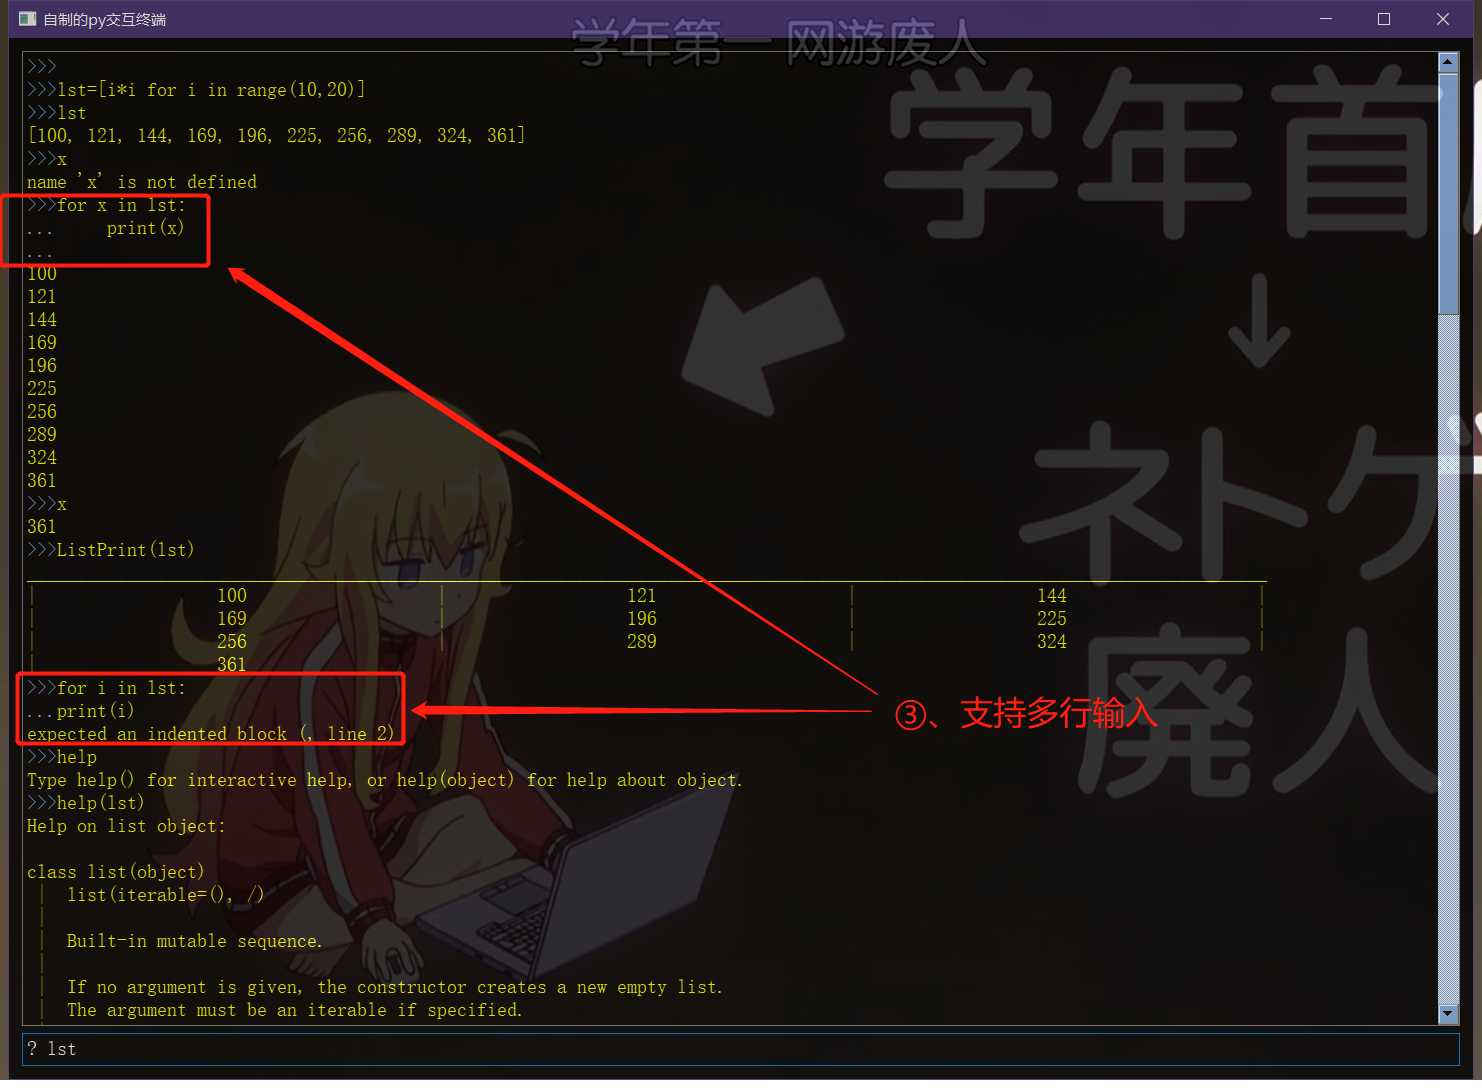 自制的py交互终端
学年第一 网游废人
学年首
↓
ネトゲ
廃人
>>>
>>>lst=[i*i for i in range(10,20)]
>>>lst
[100, 121, 144, 169, 196, 225, 256, 289, 324, 361]
>>>x
name 'x' is not defined
>>>for x in lst:
...     print(x)
...
100
121
144
169
196
225
256
289
324
361
>>>x
361
>>>ListPrint(lst)
| 100 | 121 | 144 |
| 169 | 196 | 225 |
| 256 | 289 | 324 |
| 361
>>>for i in lst:
...print(i)
expected an indented block (, line 2)
③、支持多行输入
>>>help
Type help() for interactive help, or help(object) for help about object.
>>>help(lst)
Help on list object:
class list(object)
 |  list(iterable=(), /)
 |
 |  Built-in mutable sequence.
 |
 |  If no argument is given, the constructor creates a new empty list.
 |  The argument must be an iterable if specified.
? lst